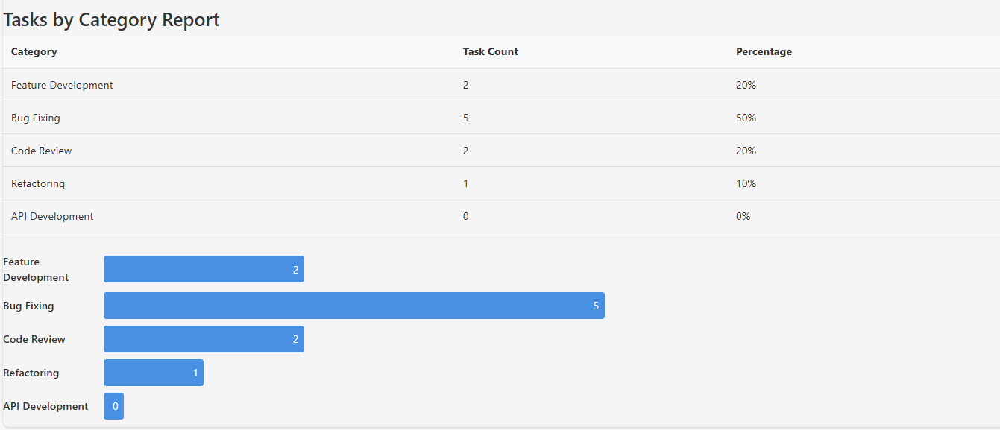 Tasks by Category Report
Category Task Count Percentage
Feature Development 2 20%
Bug Fixing 5 50%
Code Review 2 20%
Refactoring 1 10%
API Development 0 0%
Feature
Development 2
Bug Fixing 5
Code Review 2
Refactoring 1
API Development 0